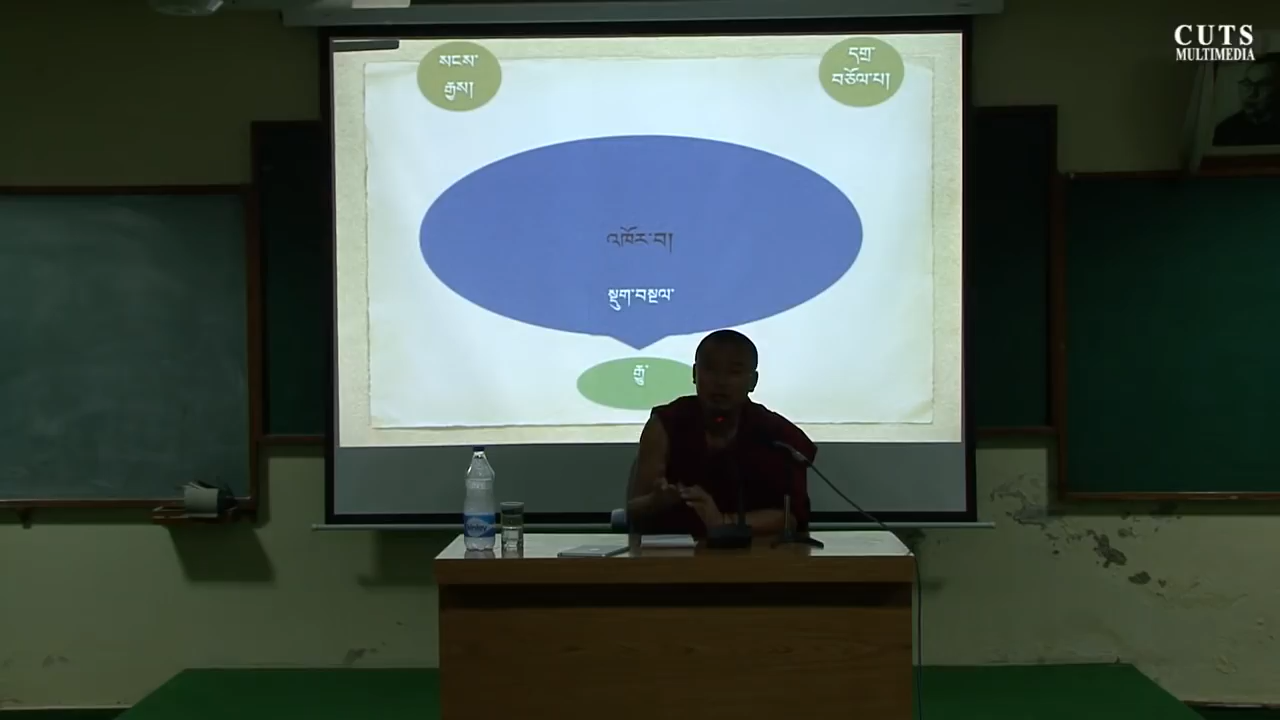 CUTS
MULTIMEDIA
སངས་
རྒྱས།
དགྲ་
བཅོལ་པ།
འཁོར་བ།
སྡུག་བསྔལ་
རྒྱུ་